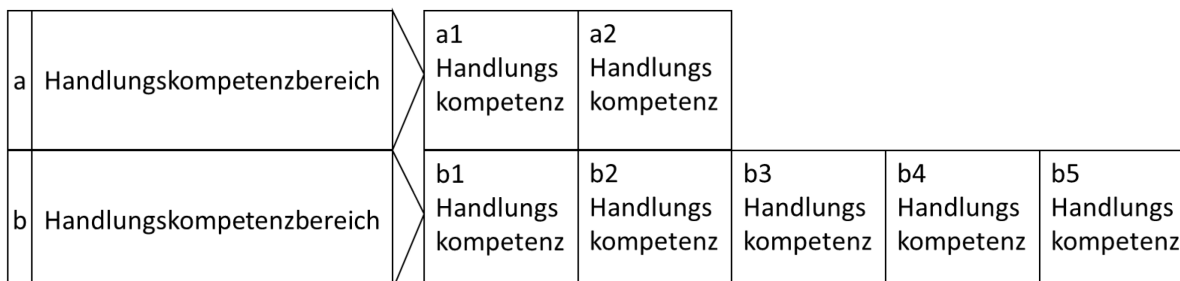 a Handlungskompetenzbereich
a1
Handlungs
kompetenz
a2
Handlungs
kompetenz
b Handlungskompetenzbereich
b1
Handlungs
kompetenz
b2
Handlungs
kompetenz
b3
Handlungs
kompetenz
b4
Handlungs
kompetenz
b5
Handlungs
kompetenz